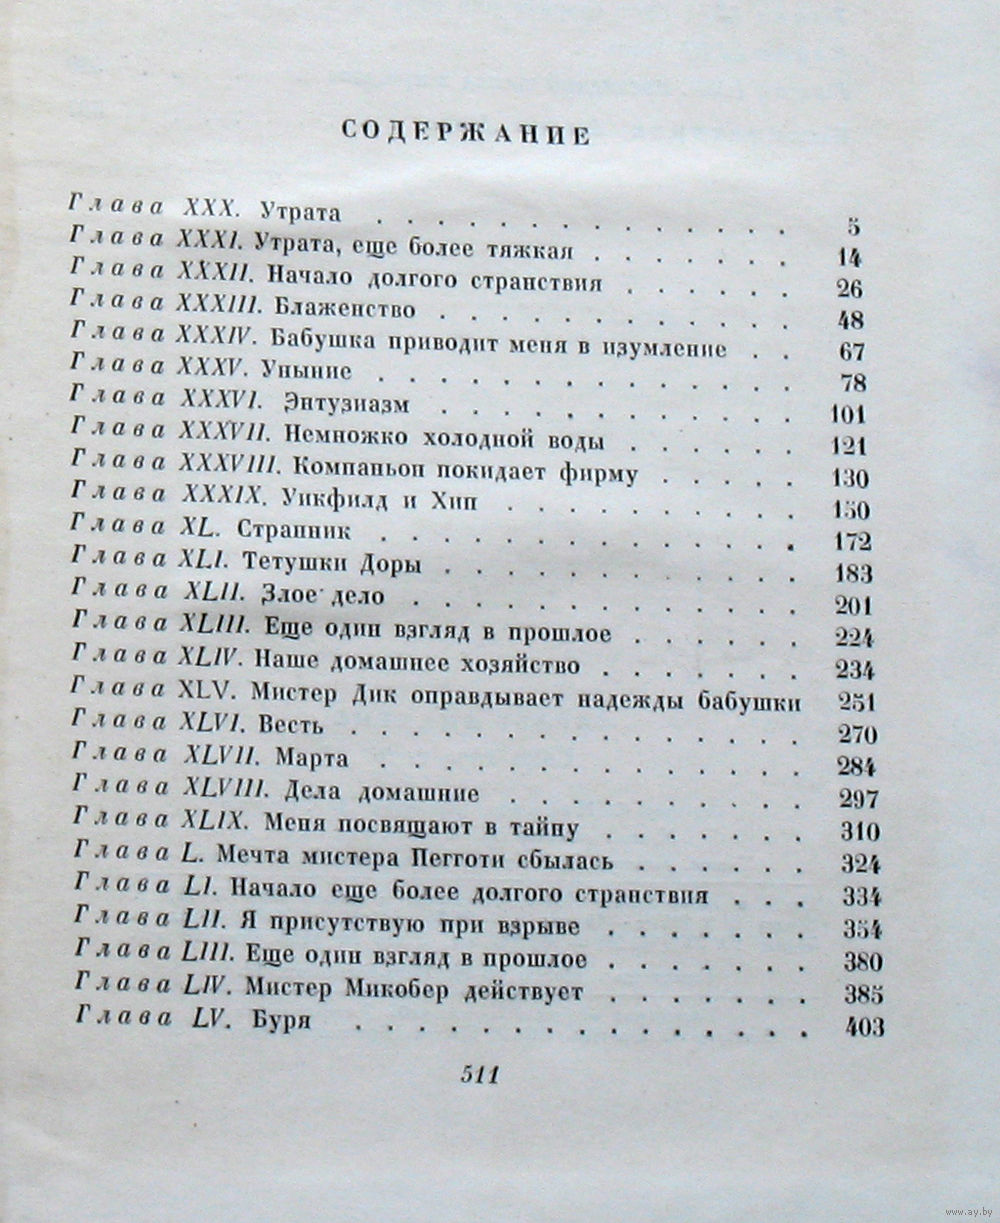 СОДЕРЖАНИЕ
Глава XXX. Утрата . . . . . . . . . . . . . . 5
Глава XXXI. Утрата, еще более тяжкая . . . . . . . 14
Глава XXXII. Начало долгого странствия . . . . . . 26
Глава XXXIII. Блаженство . . . . . . . . . . . . 48
Глава XXXIV. Бабушка приводит меня в изумление . . 67
Глава XXXV. Уныние . . . . . . . . . . . . . . 78
Глава XXXVI. Энтузиазм . . . . . . . . . . . . 101
Глава XXXVII. Немножко холодной воды . . . . . . 121
Глава XXXVIII. Компаньон покидает фирму . . . . . 130
Глава XXXIX. Уикфилд и Хип . . . . . . . . . . 150
Глава XL. Странник . . . . . . . . . . . . . . 172
Глава XLI. Тетушки Доры . . . . . . . . . . . . 183
Глава XLII. Злое дело . . . . . . . . . . . . . 201
Глава XLIII. Еще один взгляд в прошлое . . . . . . 224
Глава XLIV. Наше домашнее хозяйство . . . . . . . 234
Глава XLV. Мистер Дик оправдывает надежды бабушки 251
Глава XLVI. Весть . . . . . . . . . . . . . . . 270
Глава XLVII. Марта . . . . . . . . . . . . . . 284
Глава XLVIII. Дела домашние . . . . . . . . . . 297
Глава XLIX. Меня посвящают в тайну . . . . . . . 310
Глава L. Мечта мистера Пегготи сбылась . . . . . . 324
Глава LI. Начало еще более долгого странствия . . . 334
Глава LII. Я присутствую при взрыве . . . . . . . 354
Глава LIII. Еще один взгляд в прошлое . . . . . . . 380
Глава LIV. Мистер Микобер действует . . . . . . . 385
Глава LV. Буря . . . . . . . . . . . . . . . 403
511
www.ay.by